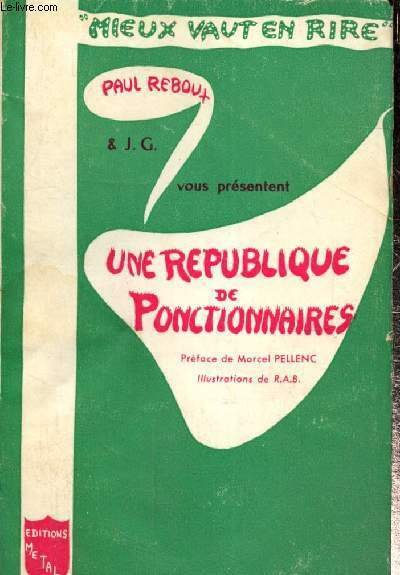 Le-livre.com
"MIEUX VAUT EN RIRE"
PAUL REBOUX
& J. G.
vous présentent
UNE REPUBLIQUE
DE
PONCTIONNAIRES
Préface de Marcel PELLENC
Illustrations de R.A.B.
EDITIONS
METAL